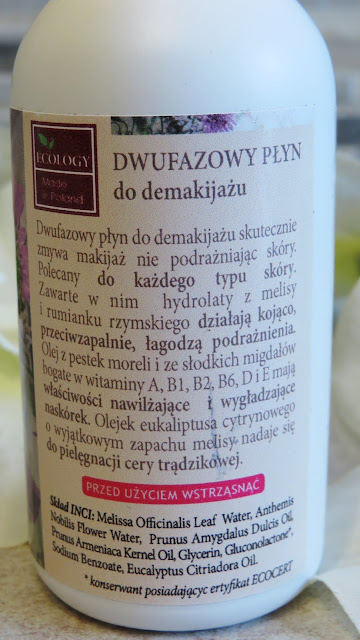 ECOLOGY
Made
in Poland
DWUFAZOWY PŁYN
do demakijażu
Dwufazowy płyn do demakijażu skutecznie
zmywa makijaż nie podrażniając skóry.
Polecany do każdego typu skóry.
Zawarte w nim hydrolaty z melisy
i rumianku rzymskiego działają kojąco,
przeciwzapalnie, łagodzą podrażnienia.
Olej z pestek moreli i ze słodkich migdałów
bogate w witaminy A, B1, B2, B6, D i E mają
właściwości nawilżające i wygładzające
naskórek. Olejek eukaliptusa cytrynowego
o wyjątkowym zapachu melisy nadaje się
do pielęgnacji cery trądzikowej.
PRZED UŻYCIEM WSTRZĄSNĄĆ
Skład INCI: Melissa Officinalis Leaf Water, Anthemis
Nobilis Flower Water, Prunus Amygdalus Dulcis Oil,
Prunus Armeniaca Kernel Oil, Glycerin, Gluconolactone*,
Sodium Benzoate, Eucalyptus Citriadora Oil.
* konserwant posiadającyc ertyfikat ECOCERT